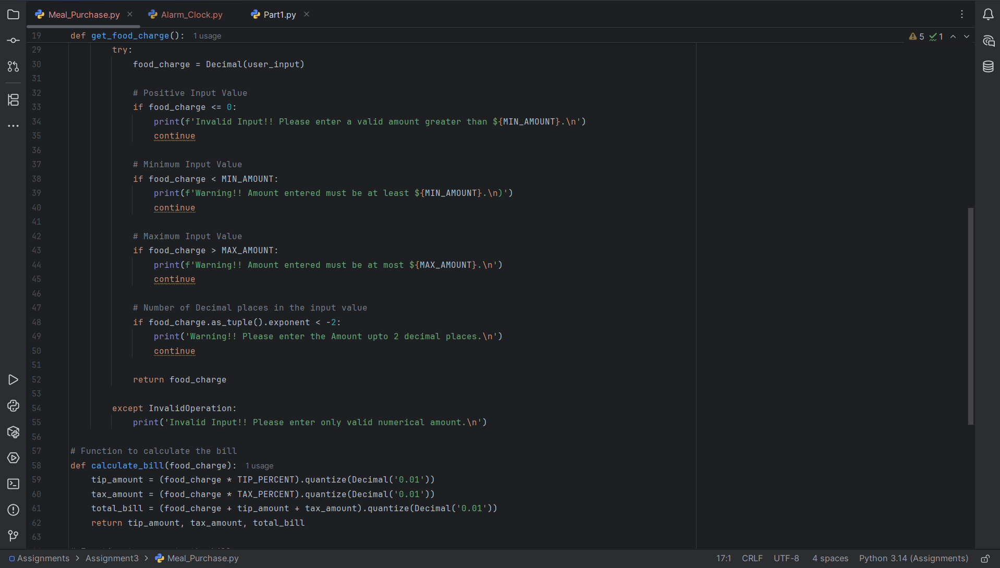 Meal_Purchase.py
Alarm_Clock.py
Part1.py
19 def get_food_charge(): 1 usage
5 1
29 try:
30 food_charge = Decimal(user_input)
31
32 # Positive Input Value
33 if food_charge <= 0:
34 print(f'Invalid Input!! Please enter a valid amount greater than ${MIN_AMOUNT}.\n')
35 continue
36
37 # Minimum Input Value
38 if food_charge < MIN_AMOUNT:
39 print(f'Warning!! Amount entered must be at least ${MIN_AMOUNT}.\n)')
40 continue
41
42 # Maximum Input Value
43 if food_charge > MAX_AMOUNT:
44 print(f'Warning!! Amount entered must be at most ${MAX_AMOUNT}.\n')
45 continue
46
47 # Number of Decimal places in the input value
48 if food_charge.as_tuple().exponent < -2:
49 print('Warning!! Please enter the Amount upto 2 decimal places.\n')
50 continue
51
52 return food_charge
53
54 except InvalidOperation:
55 print('Invalid Input!! Please enter only valid numerical amount.\n')
56
57 # Function to calculate the bill
58 def calculate_bill(food_charge): 1 usage
59 tip_amount = (food_charge * TIP_PERCENT).quantize(Decimal('0.01'))
60 tax_amount = (food_charge * TAX_PERCENT).quantize(Decimal('0.01'))
61 total_bill = (food_charge + tip_amount + tax_amount).quantize(Decimal('0.01'))
62 return tip_amount, tax_amount, total_bill
63
Assignments > Assignment3 > Meal_Purchase.py
17:1 CRLF UTF-8 4 spaces Python 3.14 (Assignments)